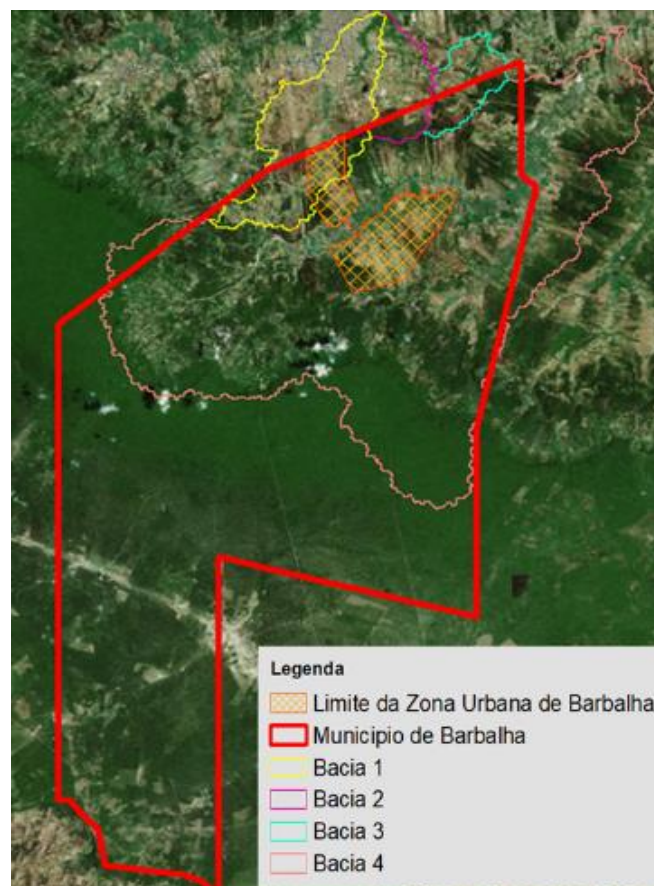 Legenda
Limite da Zona Urbana de Barbalha
Municipio de Barbalha
Bacia 1
Bacia 2
Bacia 3
Bacia 4